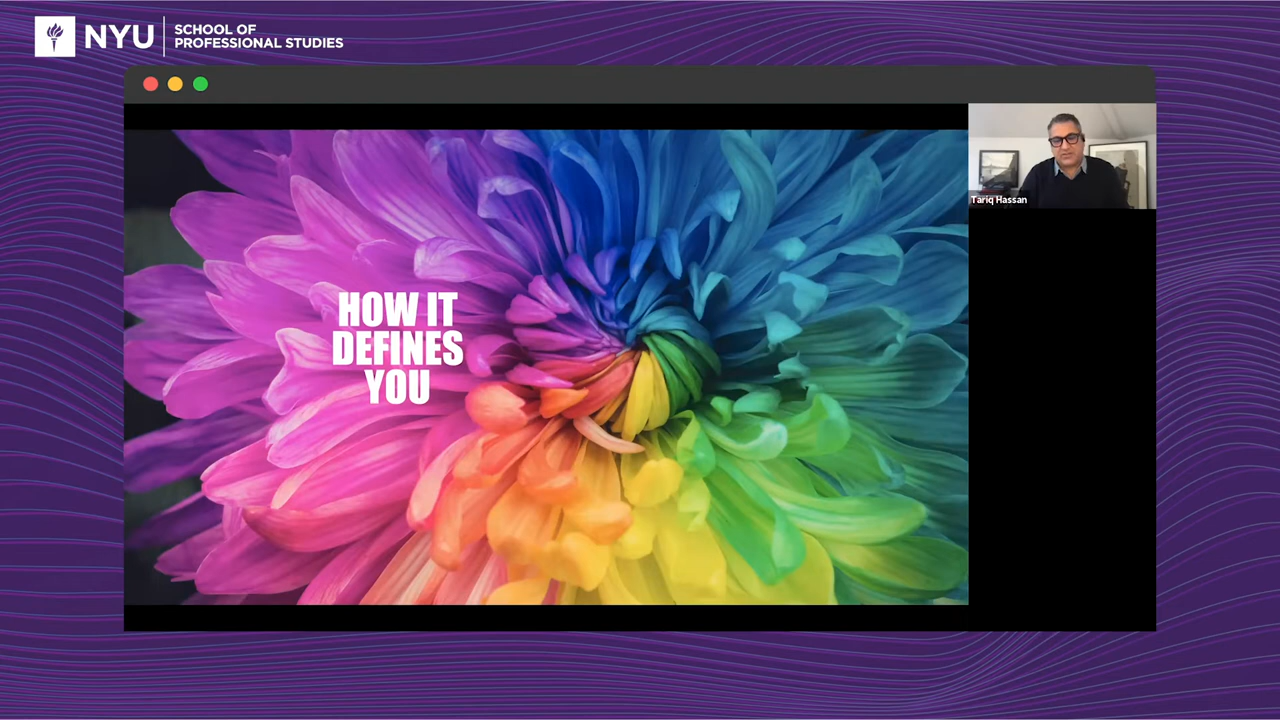 NYU
SCHOOL OF
PROFESSIONAL STUDIES
HOW IT
DEFINES
YOU
Tariq Hassan